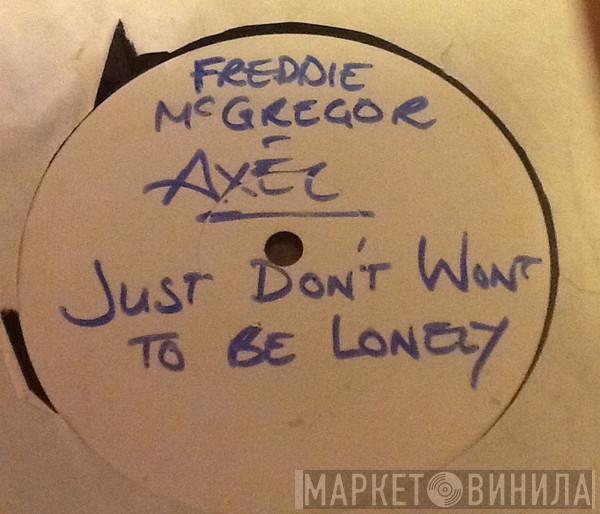 FREDDIE
McGREGOR
-
AXEL
JUST DON'T WONT
TO BE LONELY
МАРКЕТ ВИНИЛА